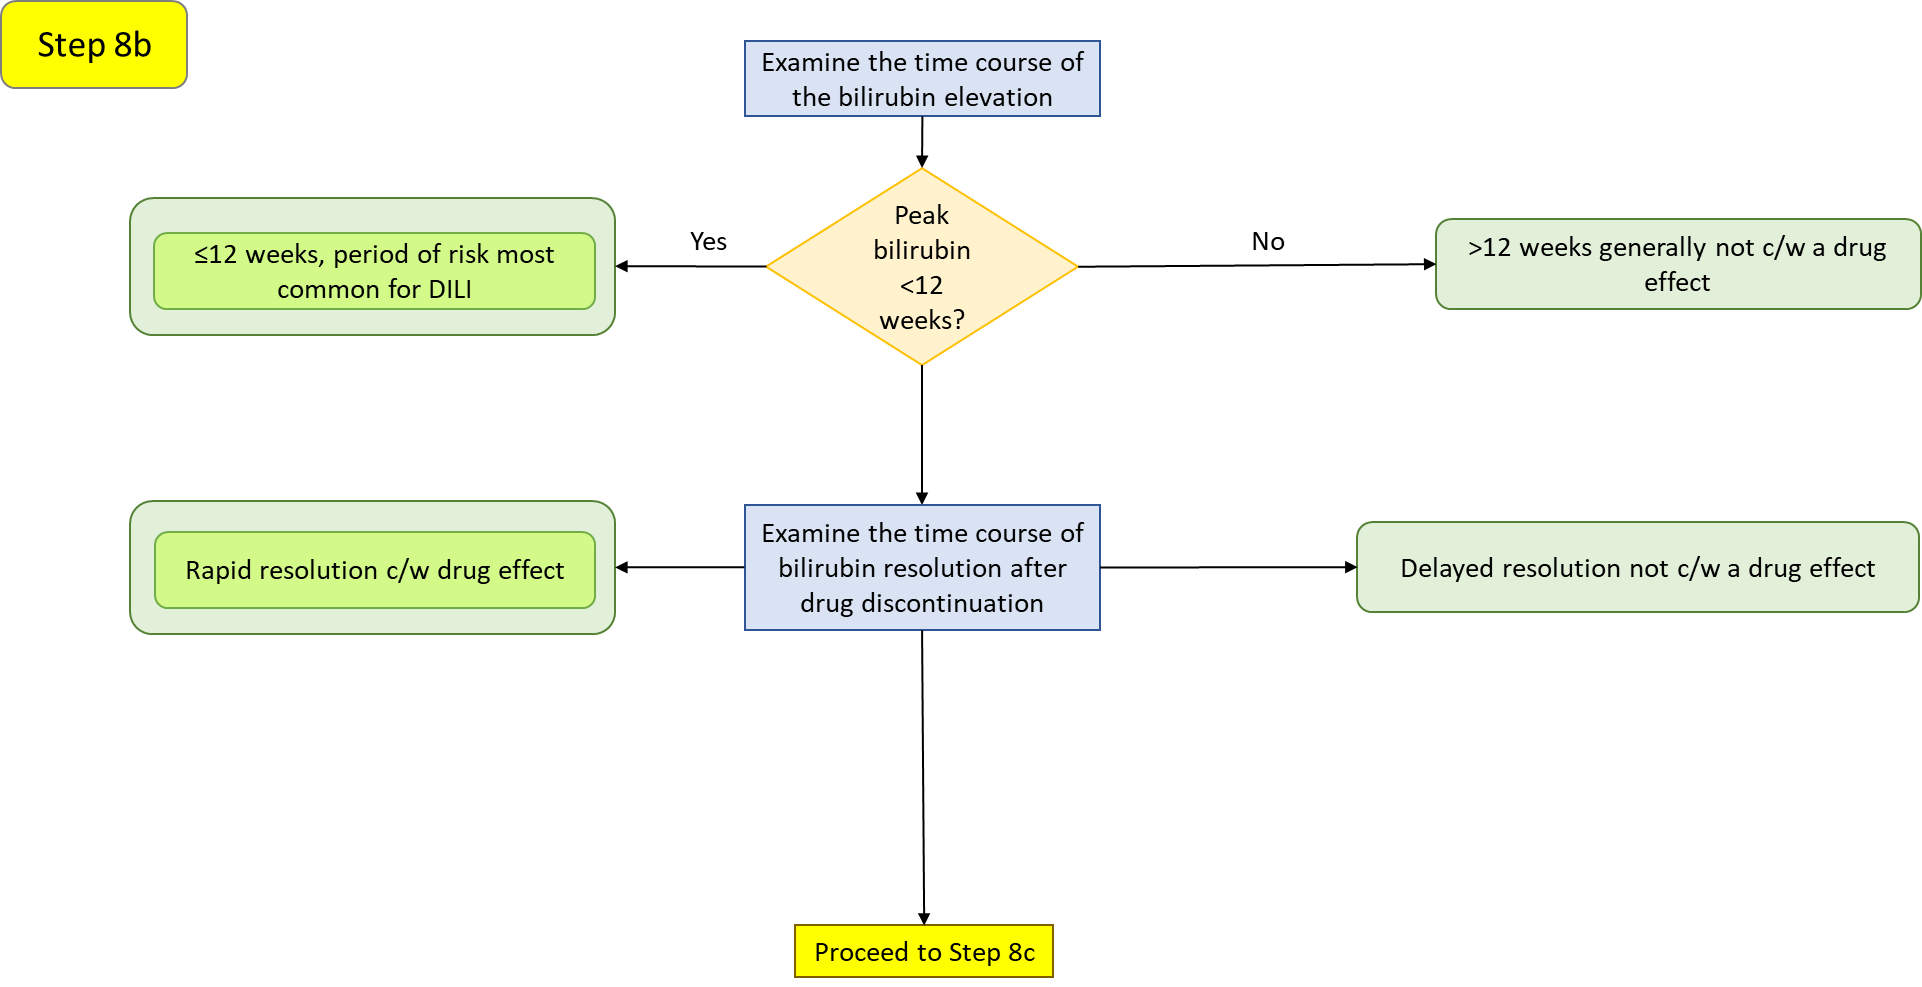 Step 8b
Examine the time course of
the bilirubin elevation
Peak
bilirubin
<12
weeks?
Yes
No
≤12 weeks, period of risk most
common for DILI
>12 weeks generally not c/w a drug
effect
Examine the time course of
bilirubin resolution after
drug discontinuation
Rapid resolution c/w drug effect
Delayed resolution not c/w a drug effect
Proceed to Step 8c